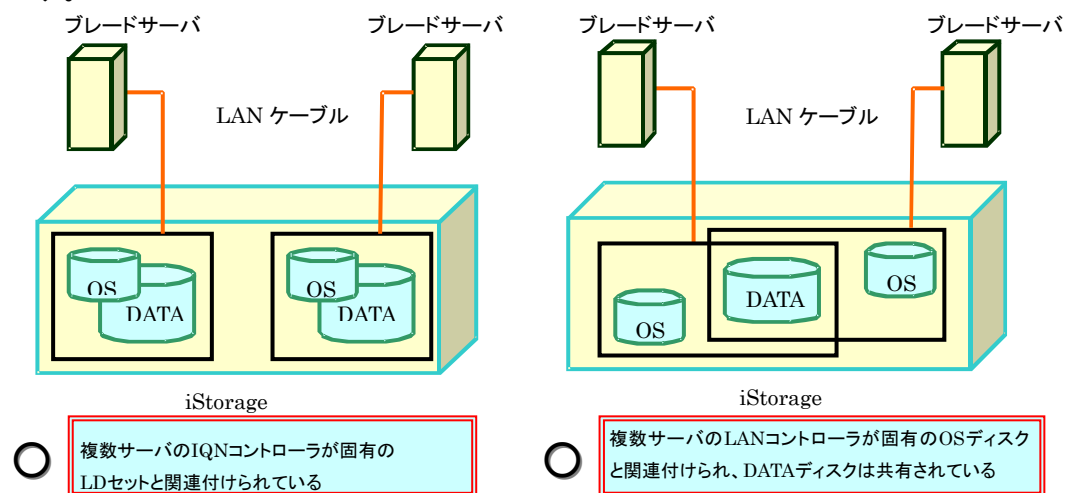 ブレードサーバ
ブレードサーバ
LAN ケーブル
OS
DATA
OS
DATA
iStorage
○
複数サーバのIQNコントローラが固有の
LDセットと関連付けられている
ブレードサーバ
ブレードサーバ
LAN ケーブル
OS
DATA
OS
iStorage
○
複数サーバのLANコントローラが固有のOSディスク
と関連付けられ、DATAディスクは共有されている